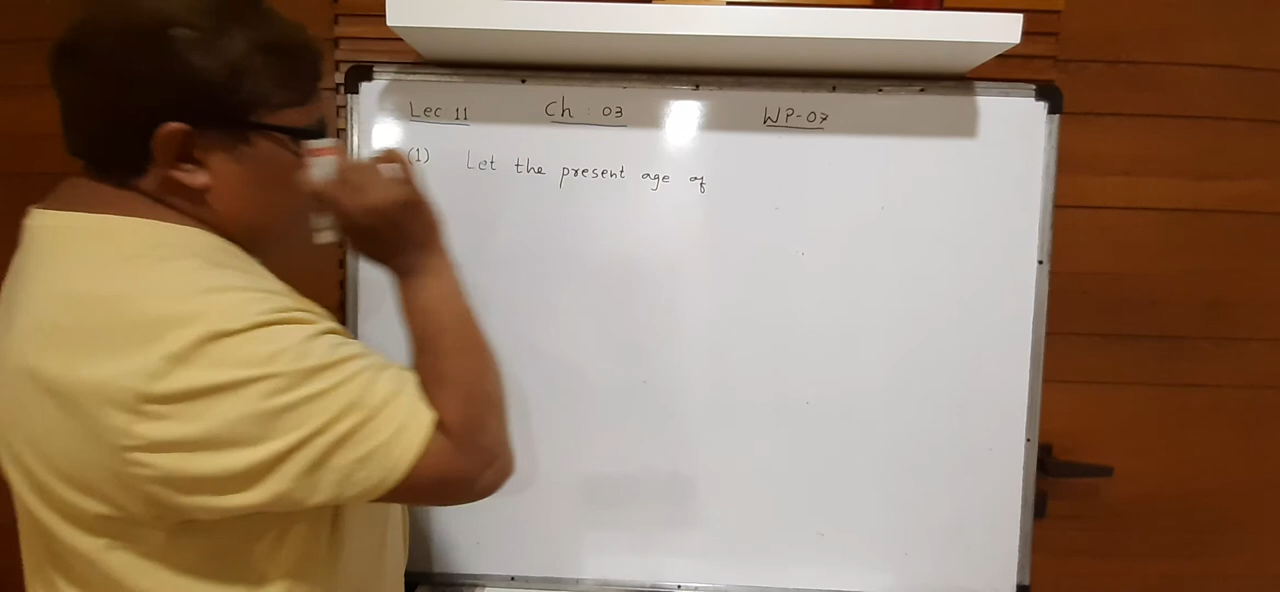 Lec 11 Ch : 03 WP-07
(1) Let the present age of